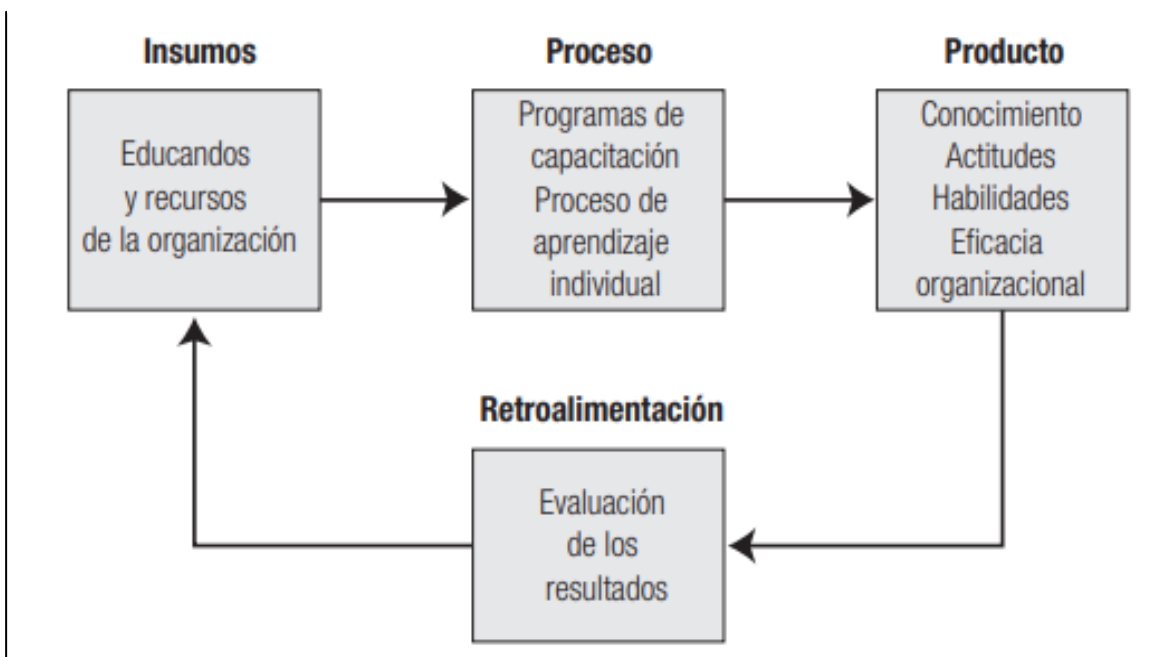 Insumos
Educandos
y recursos
de la organización
Proceso
Programas de
capacitación
Proceso de
aprendizaje
individual
Producto
Conocimiento
Actitudes
Habilidades
Eficacia
organizacional
Retroalimentación
Evaluación
de los
resultados